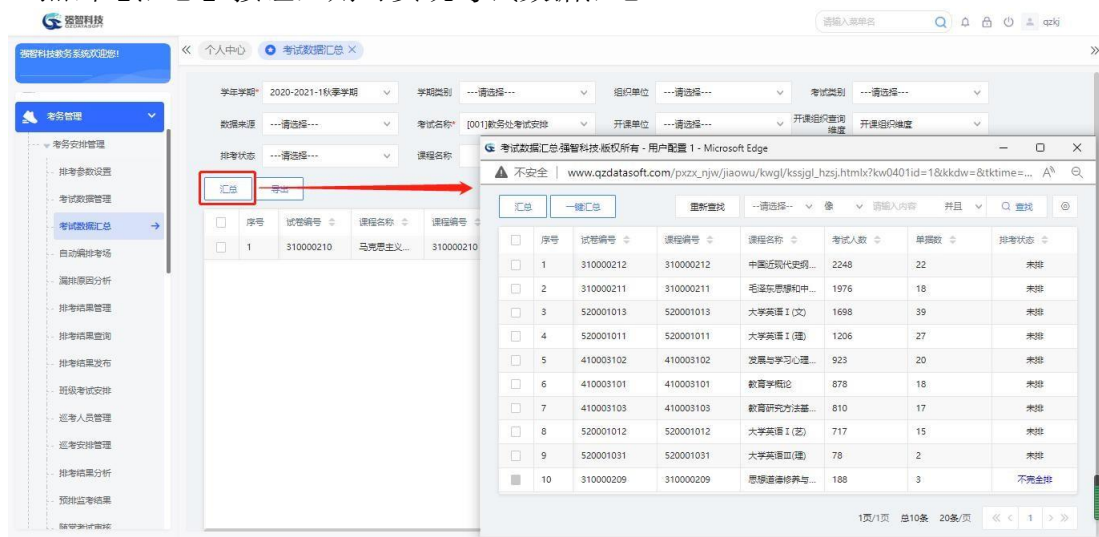 强智科技
请输入菜单名
qzkj
强智科技教务系统欢迎您!
个人中心
考试数据汇总 ×
考务管理
考务安排管理
排考参数设置
考试数据管理
考试数据汇总
自动编排考场
漏排原因分析
排考结果管理
排考结果查询
排考结果发布
班级考试安排
巡考人员管理
巡考安排管理
排考结果分析
预排监考结果
学年学期* 2020-2021-1秋季学期 学期类别 ---请选择--- 组织单位 ---请选择--- 考试类别 ---请选择---
数据来源 ---请选择--- 考试名称* [001]教务处考试安排 开课单位 ---请选择--- 开课组织查询维度 开课组织维度
排考状态 ---请选择--- 课程名称
汇总 导出
序号 试卷编号 课程名称 课程编号
1 310000210 马克思主义... 310000210
考试数据汇总-强智科技-版权所有 - 用户配置 1 - Microsoft Edge
不安全 | www.qzdatasoft.com/pxzx_njw/jiaowu/kwgl/kssjgl_hzsj.htmlx?kw0401id=1&kkdw=&tktime=...
汇总 一键汇总 重新查找 --请选择-- 像 请输入内容 并且 查找
序号 试卷编号 课程编号 课程名称 考试人数 单据数 排考状态
1 310000212 310000212 中国近现代史纲... 2248 22 未排
2 310000211 310000211 毛泽东思想和中... 1976 18 未排
3 520001013 520001013 大学英语 I (文) 1698 39 未排
4 520001011 520001011 大学英语 I (理) 1206 27 未排
5 410003102 410003102 发展与学习心理... 923 20 未排
6 410003101 410003101 教育学概论 878 18 未排
7 410003103 410003103 教育研究方法基... 810 17 未排
8 520001012 520001012 大学英语 I (艺) 717 15 未排
9 520001031 520001031 大学英语Ⅲ(理) 78 2 未排
10 310000209 310000209 思想道德修养与... 188 3 不完全排
1页/1页 总10条 20条/页 1